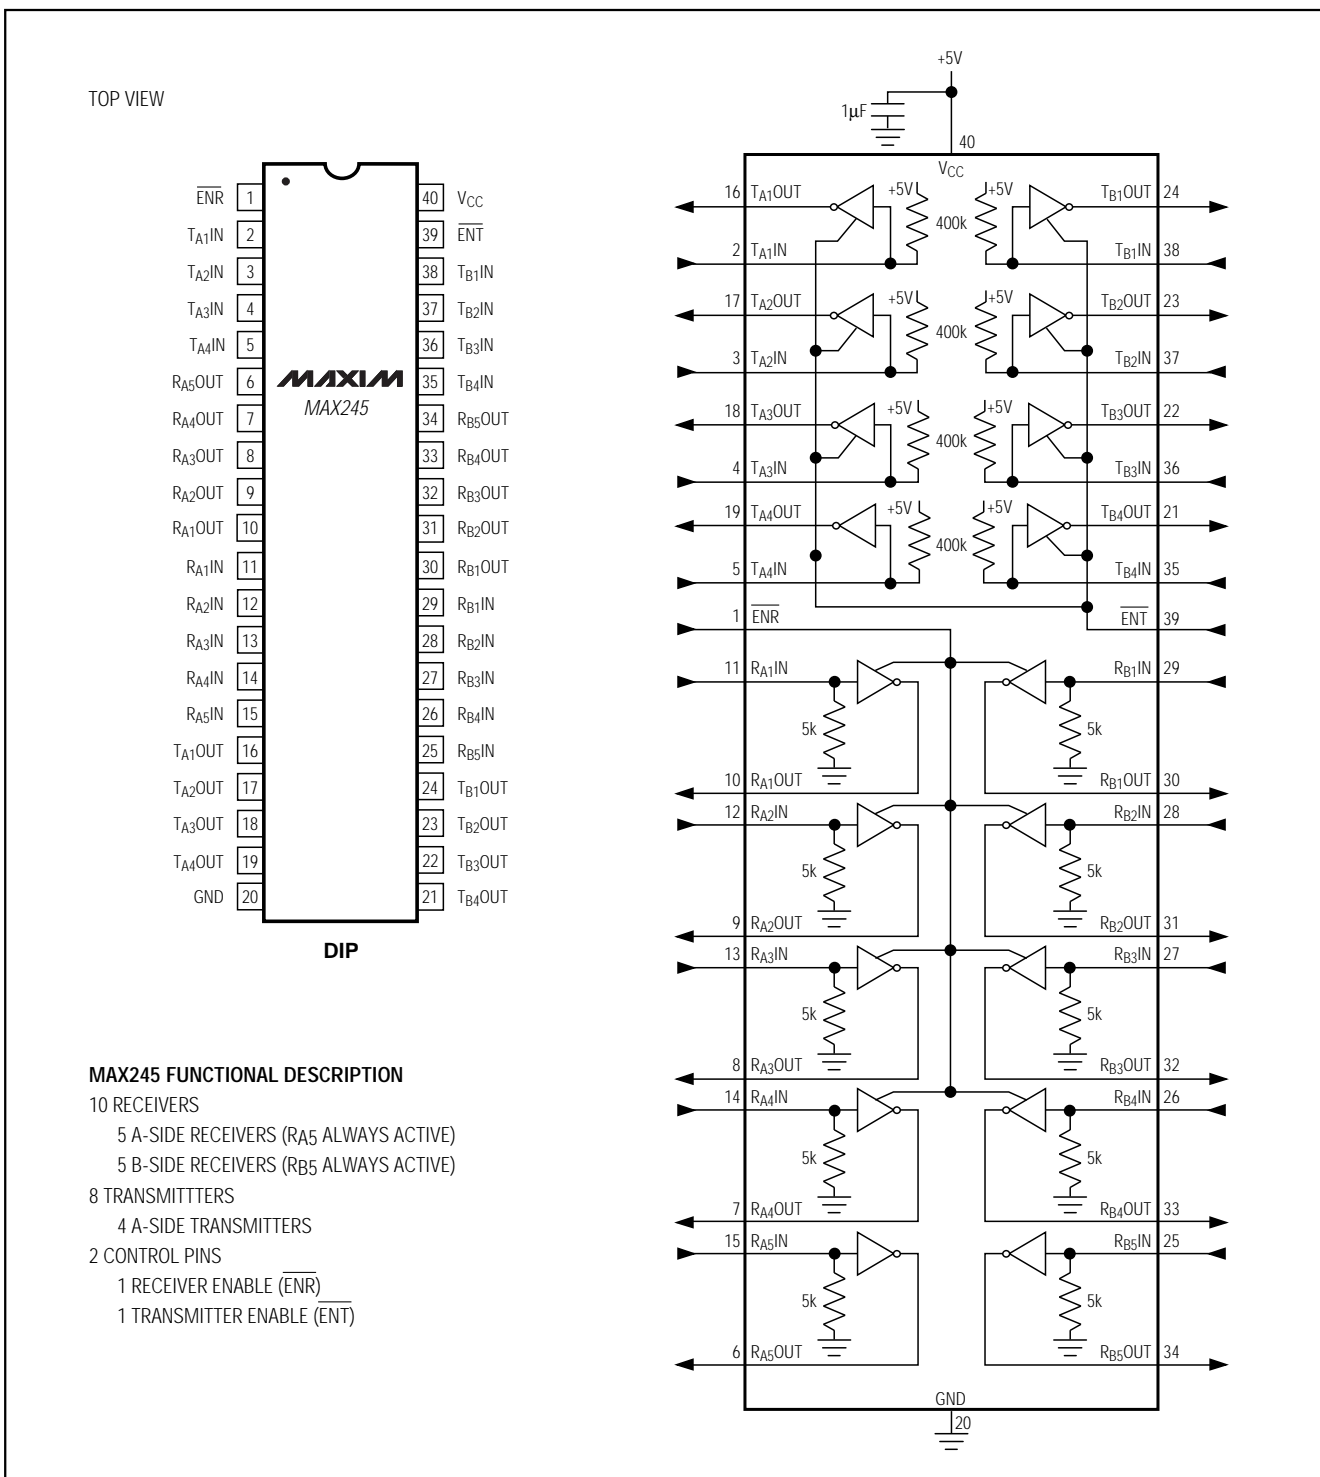 TOP VIEW
ENR 1
TA1IN 2
TA2IN 3
TA3IN 4
TA4IN 5
RA5OUT 6
RA4OUT 7
RA3OUT 8
RA2OUT 9
RA1OUT 10
RA1IN 11
RA2IN 12
RA3IN 13
RA4IN 14
RA5IN 15
TA1OUT 16
TA2OUT 17
TA3OUT 18
TA4OUT 19
GND 20
MAXIM
MAX245
40 VCC
39 ENT
38 TB1IN
37 TB2IN
36 TB3IN
35 TB4IN
34 RB5OUT
33 RB4OUT
32 RB3OUT
31 RB2OUT
30 RB1OUT
29 RB1IN
28 RB2IN
27 RB3IN
26 RB4IN
25 RB5IN
24 TB1OUT
23 TB2OUT
22 TB3OUT
21 TB4OUT
DIP
MAX245 FUNCTIONAL DESCRIPTION
10 RECEIVERS
5 A-SIDE RECEIVERS (RA5 ALWAYS ACTIVE)
5 B-SIDE RECEIVERS (RB5 ALWAYS ACTIVE)
8 TRANSMITTTERS
4 A-SIDE TRANSMITTERS
2 CONTROL PINS
1 RECEIVER ENABLE (ENR)
1 TRANSMITTER ENABLE (ENT)
+5V
1µF
40
VCC
16 TA1OUT +5V +5V TB1OUT 24
400k
2 TA1IN TB1IN 38
17 TA2OUT +5V +5V TB2OUT 23
400k
3 TA2IN TB2IN 37
18 TA3OUT +5V +5V TB3OUT 22
400k
4 TA3IN TB3IN 36
19 TA4OUT +5V +5V TB4OUT 21
400k
5 TA4IN TB4IN 35
1 ENR ENT 39
11 RA1IN RB1IN 29
5k 5k
10 RA1OUT RB1OUT 30
12 RA2IN RB2IN 28
5k 5k
9 RA2OUT RB2OUT 31
13 RA3IN RB3IN 27
5k 5k
8 RA3OUT RB3OUT 32
14 RA4IN RB4IN 26
5k 5k
7 RA4OUT RB4OUT 33
15 RA5IN RB5IN 25
5k 5k
6 RA5OUT RB5OUT 34
GND
20